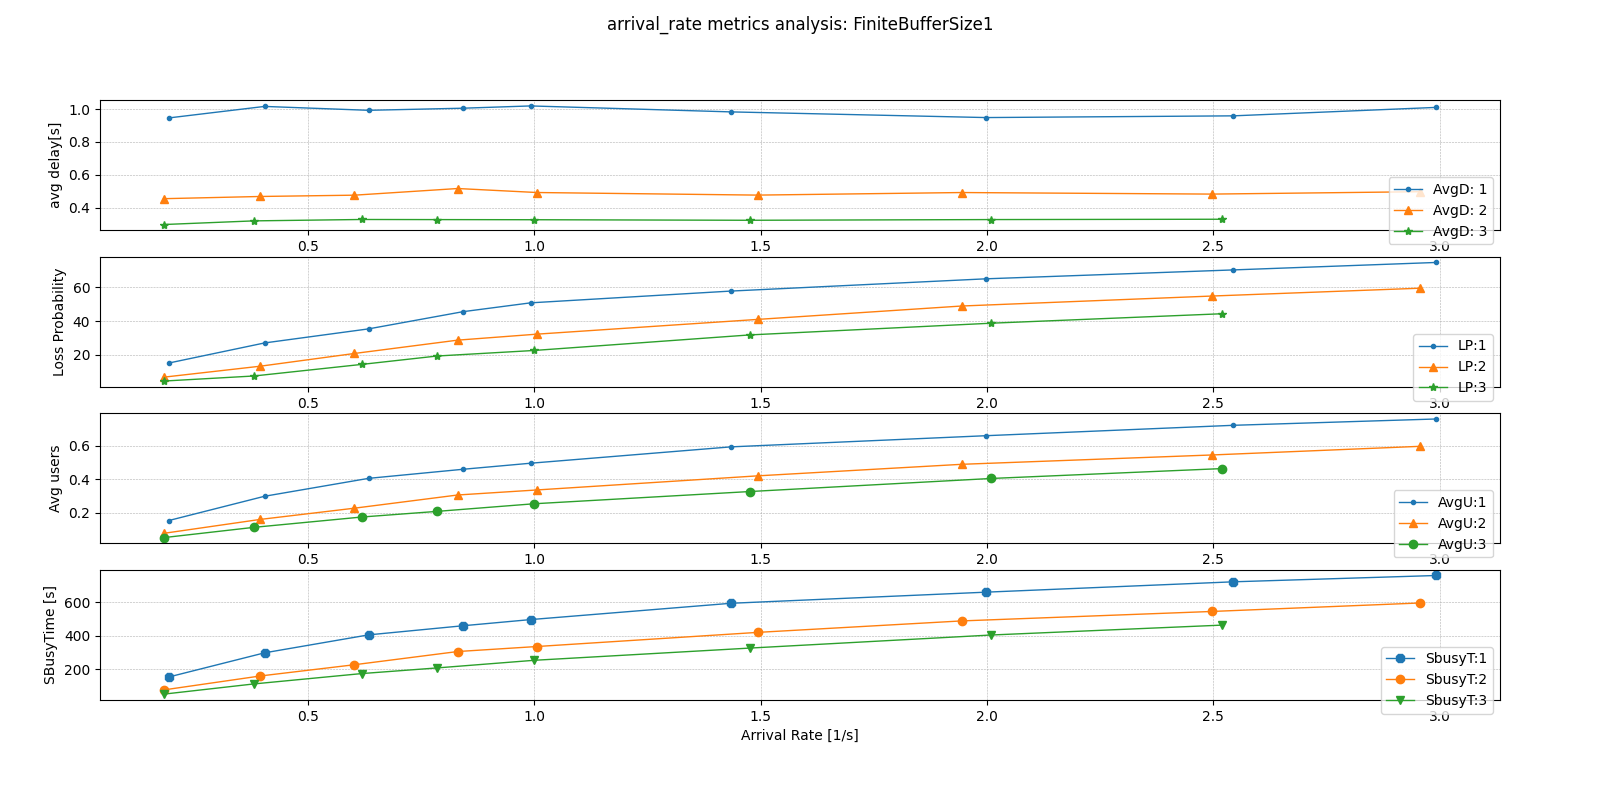 arrival_rate metrics analysis: FiniteBufferSize1
avg delay[s]
1.0
0.8
0.6
0.4
AvgD: 1
AvgD: 2
AvgD: 3
0.5 1.0 1.5 2.0 2.5 3.0
Loss Probability
60
40
20
LP:1
LP:2
LP:3
0.5 1.0 1.5 2.0 2.5 3.0
Avg users
0.6
0.4
0.2
AvgU:1
AvgU:2
AvgU:3
0.5 1.0 1.5 2.0 2.5 3.0
SBusyTime [s]
600
400
200
SbusyT:1
SbusyT:2
SbusyT:3
0.5 1.0 1.5 2.0 2.5 3.0
Arrival Rate [1/s]